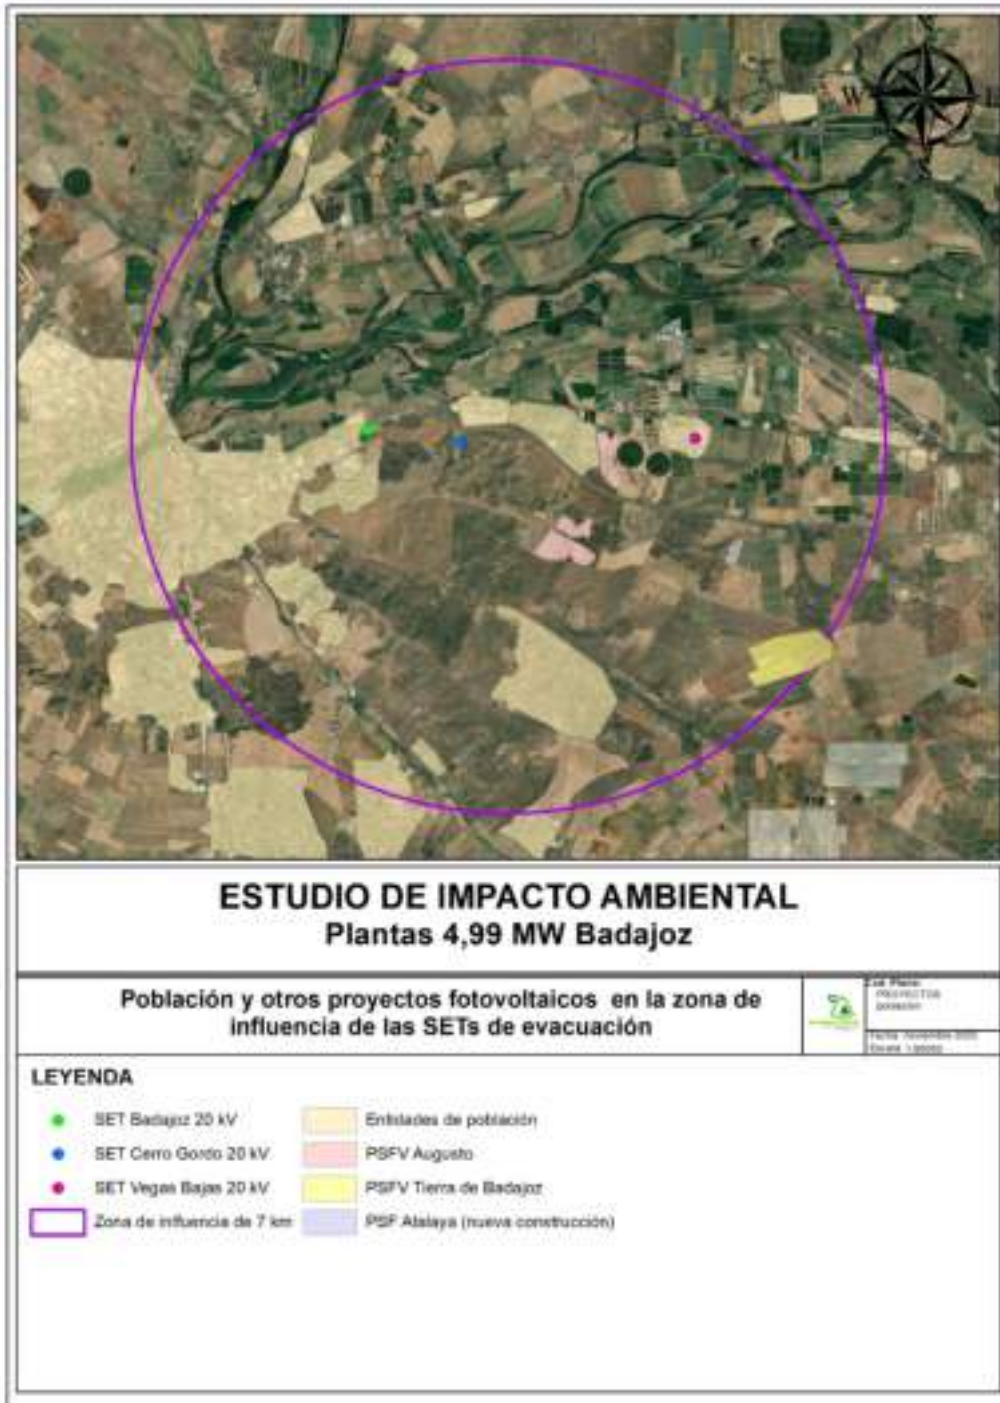 W
E
ESTUDIO DE IMPACTO AMBIENTAL
Plantas 4,99 MW Badajoz
Población y otros proyectos fotovoltaicos en la zona de
influencia de las SETs de evacuación
LEYENDA
SET Badajoz 20 kV
SET Cerro Gordo 20 kV
SET Vegas Bajas 20 kV
Zona de influencia de 7 km
Entidades de población
PSFV Augusto
PSFV Tierra de Badajoz
PSF Atalaya (nueva construcción)